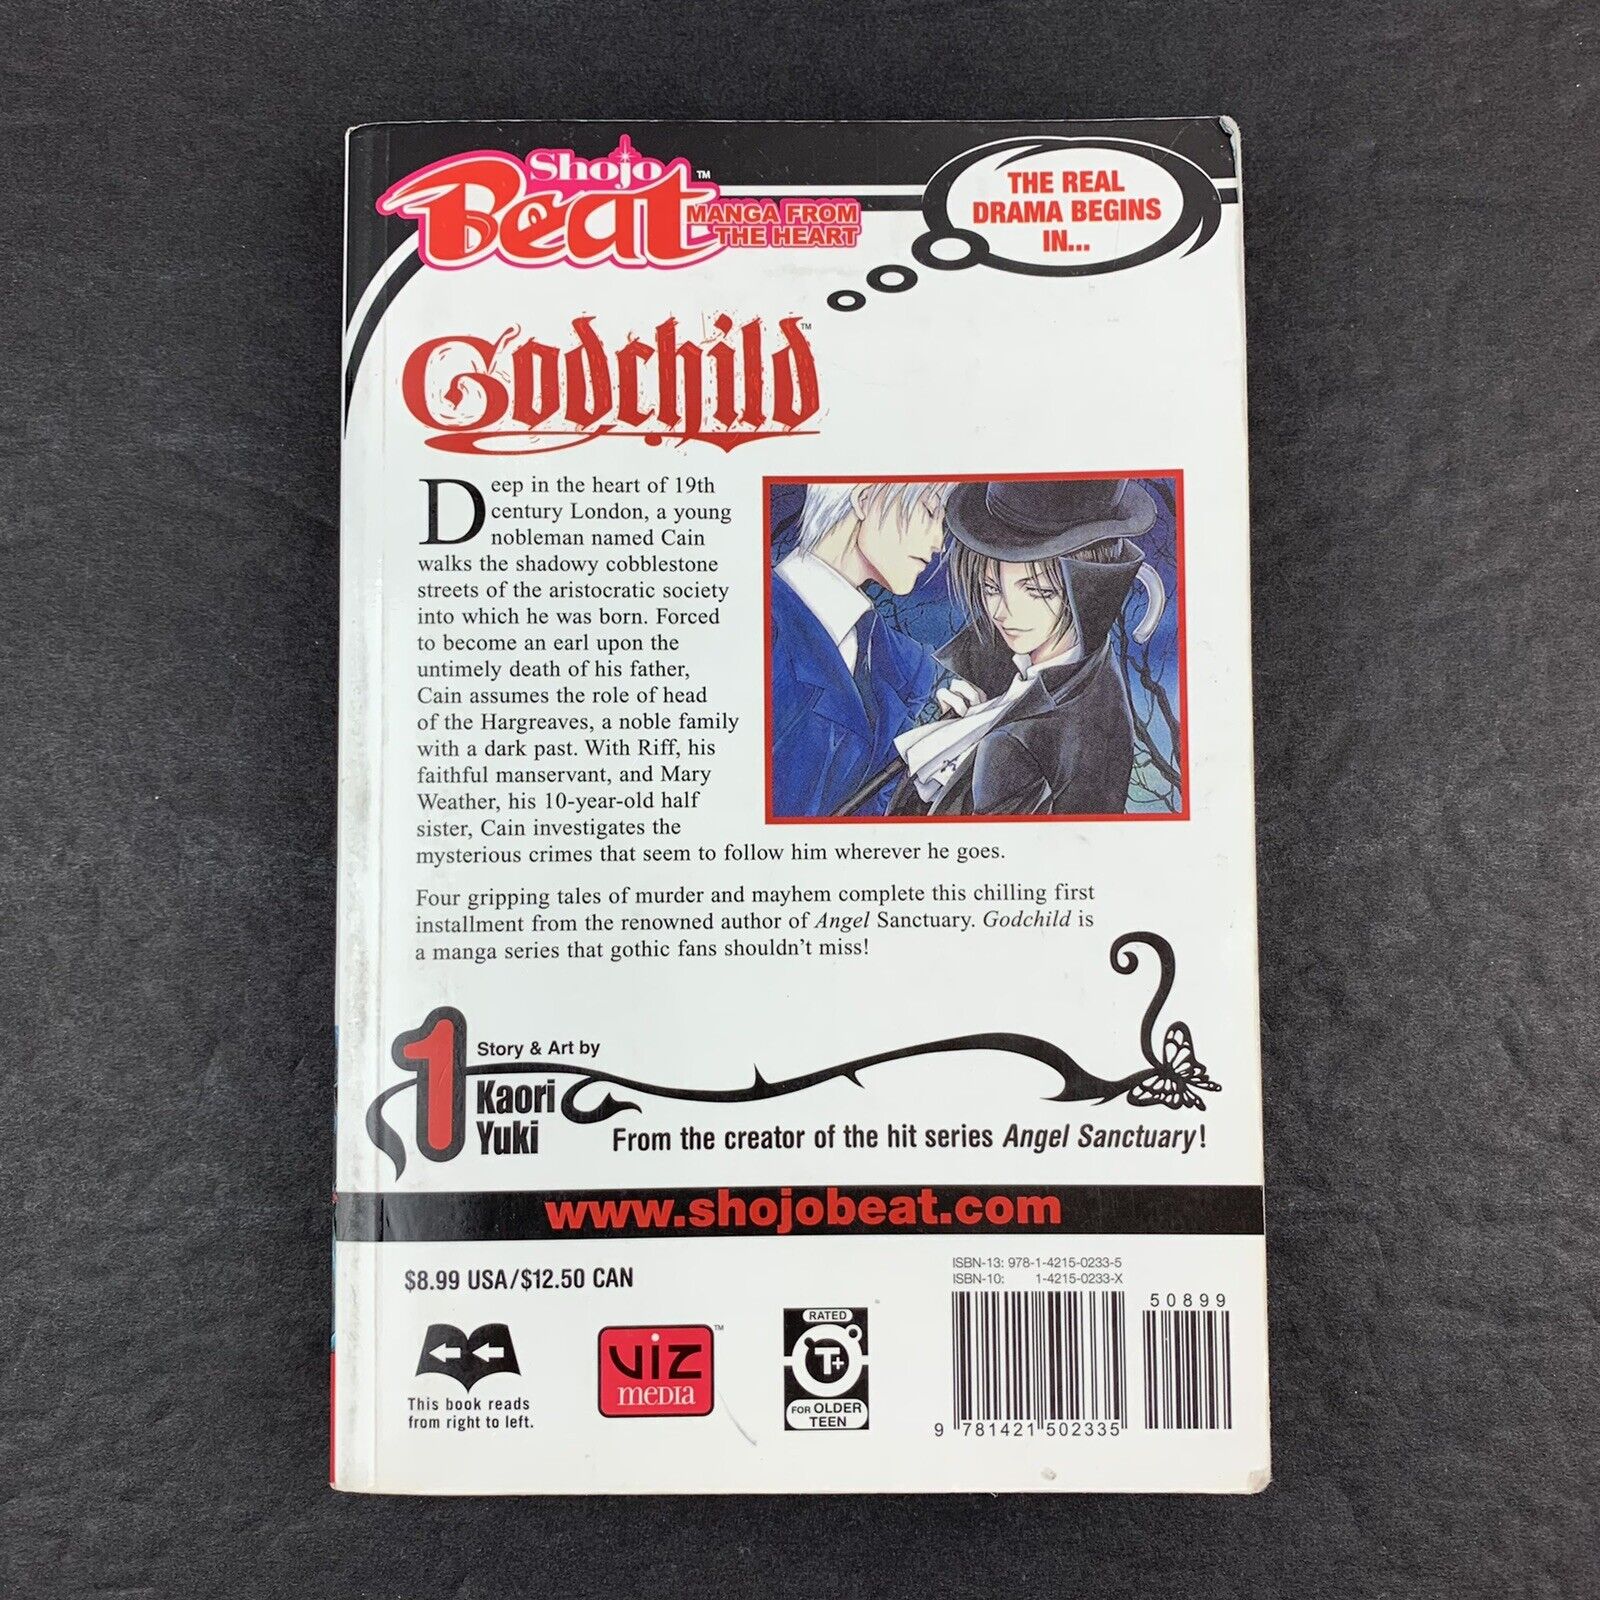 Shojo
Beat™
MANGA FROM
THE HEART
THE REAL
DRAMA BEGINS
IN...
Godchild™
Deep in the heart of 19th
century London, a young
nobleman named Cain
walks the shadowy cobblestone
streets of the aristocratic society
into which he was born. Forced
to become an earl upon the
untimely death of his father,
Cain assumes the role of head
of the Hargreaves, a noble family
with a dark past. With Riff, his
faithful manservant, and Mary
Weather, his 10-year-old half
sister, Cain investigates the
mysterious crimes that seem to follow him wherever he goes.
Four gripping tales of murder and mayhem complete this chilling first
installment from the renowned author of Angel Sanctuary. Godchild is
a manga series that gothic fans shouldn't miss!
1
Story & Art by
Kaori
Yuki
From the creator of the hit series Angel Sanctuary!
www.shojobeat.com
$8.99 USA/$12.50 CAN
This book reads
from right to left.
VIZ™
MEDIA
RATED
T+
FOR OLDER
TEEN
ISBN-13: 978-1-4215-0233-5
ISBN-10: 1-4215-0233-X
50899
9 781421 502335